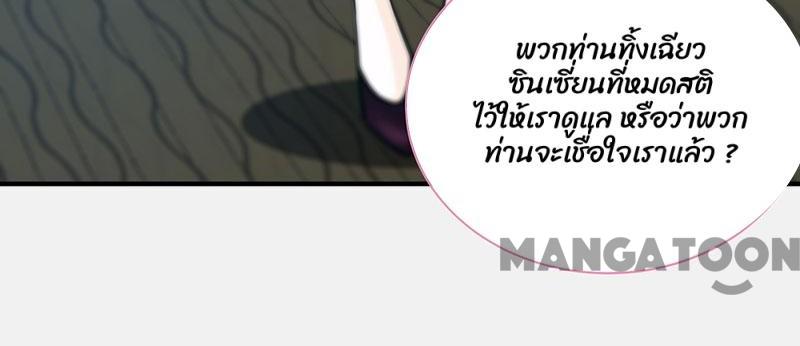 พวกท่านทิ้งเฉียว
ซินเซี่ยนที่หมดสติ
ไว้ให้เราดูแล หรือว่าพวก
ท่านจะเชื่อใจเราแล้ว ?
MANGATOON